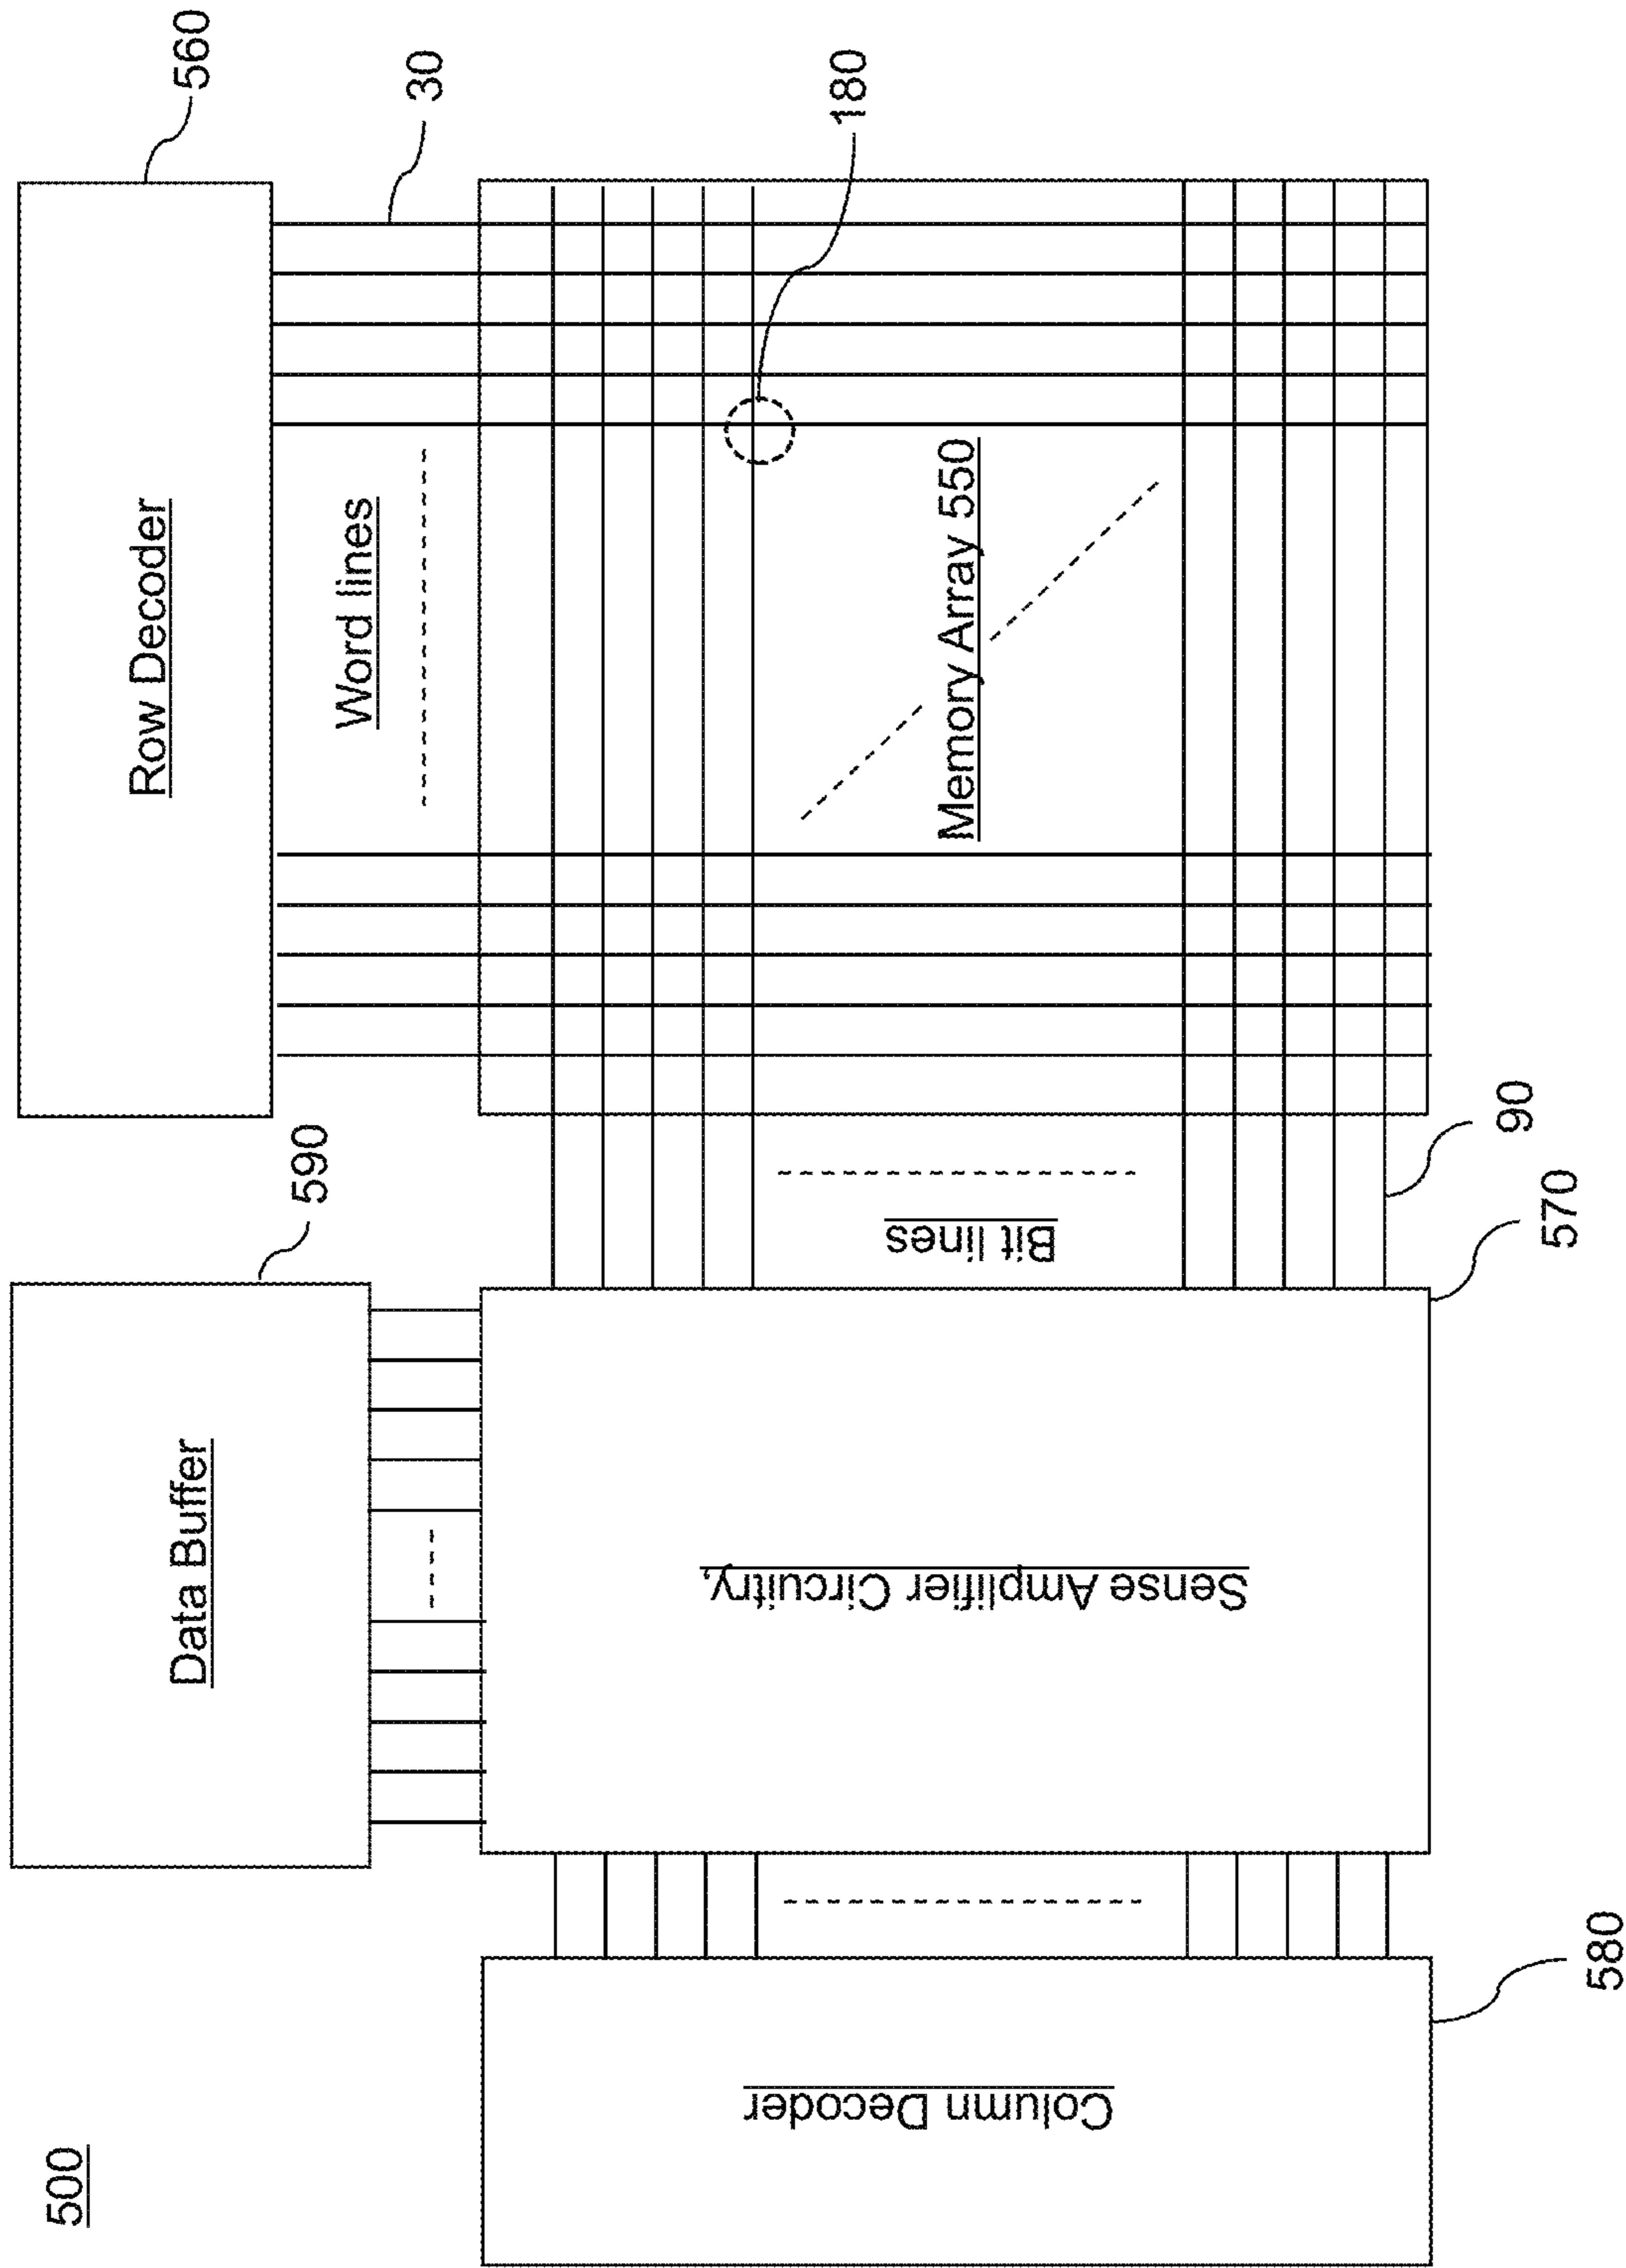 500
Row Decoder
560
Word lines
30
180
Memory Array 550
Data Buffer
590
Bit lines
90
570
Sense Amplifier Circuitry,
Column Decoder
580